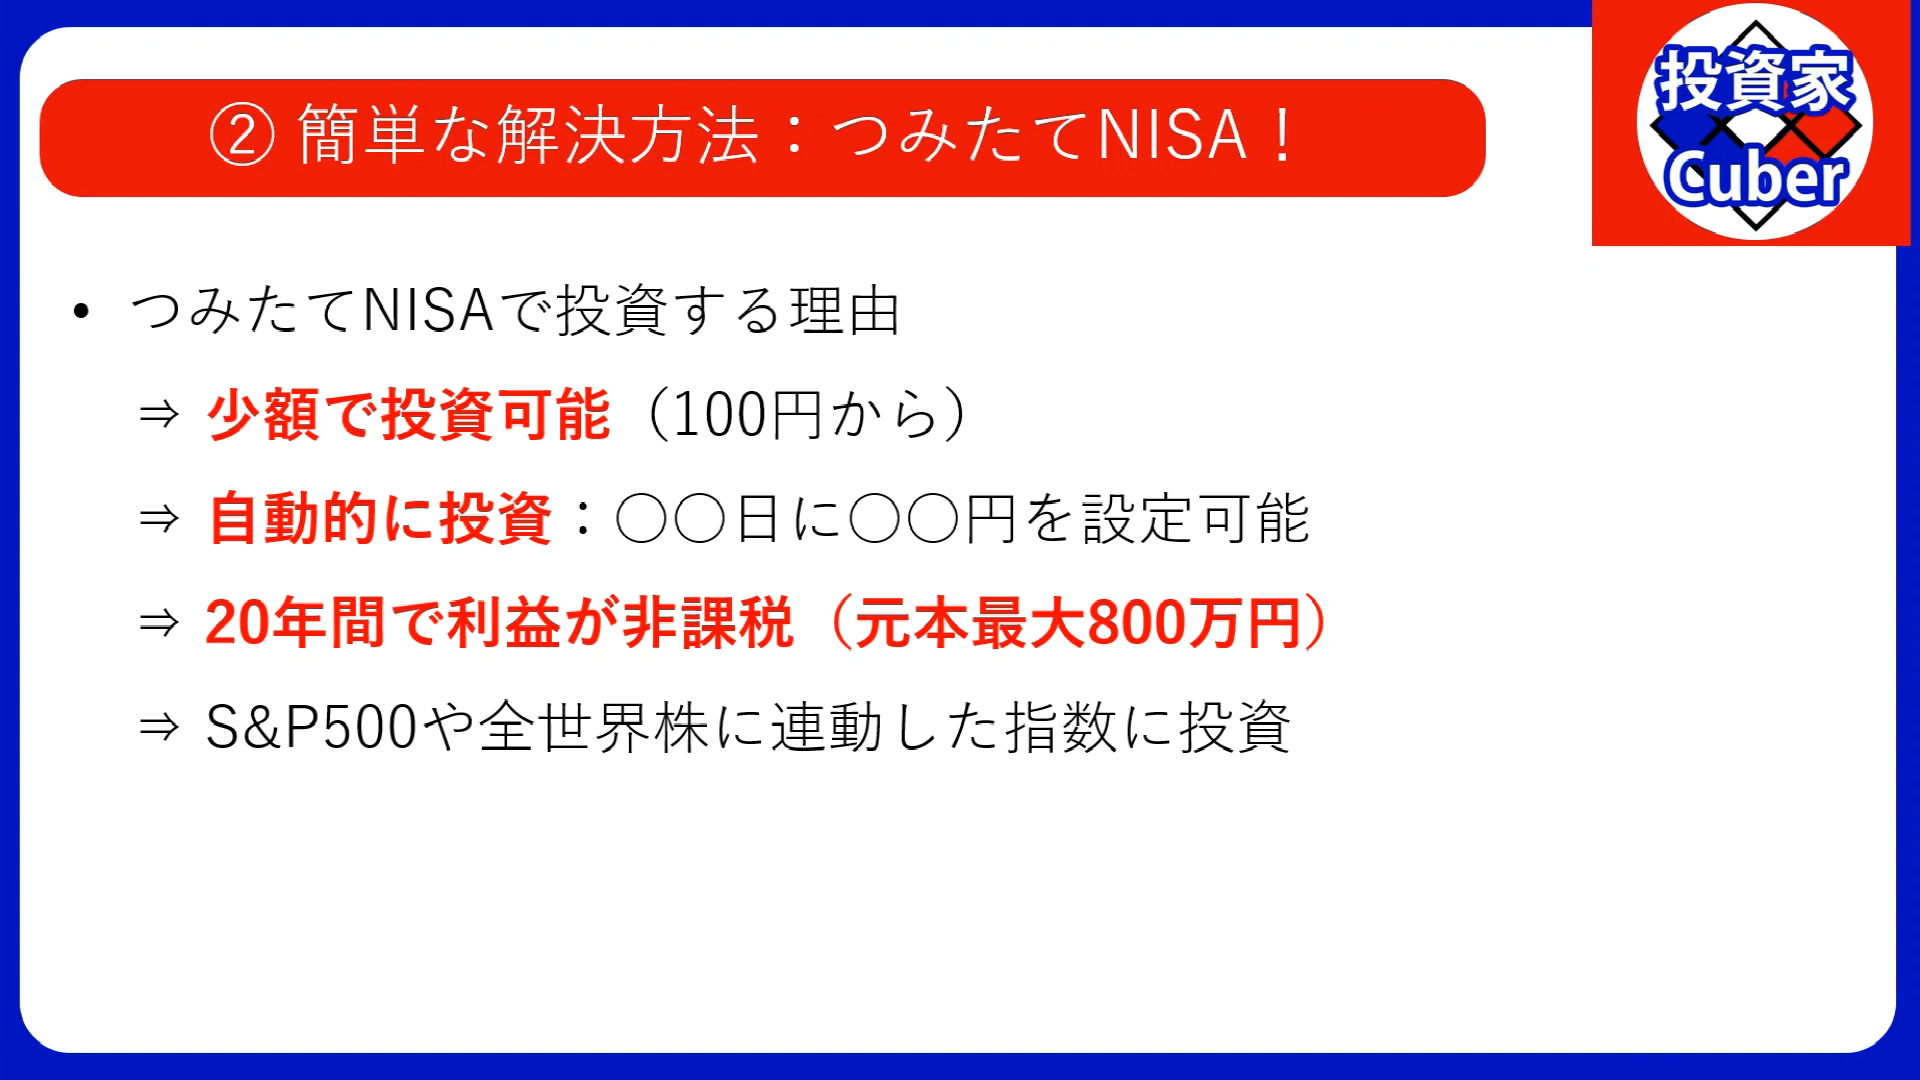 ② 簡単な解決方法：つみたてNISA！
投資家
Cuber
• つみたてNISAで投資する理由
⇒ 少額で投資可能（100円から）
⇒ 自動的に投資：〇〇日に〇〇円を設定可能
⇒ 20年間で利益が非課税（元本最大800万円）
⇒ S&P500や全世界株に連動した指数に投資